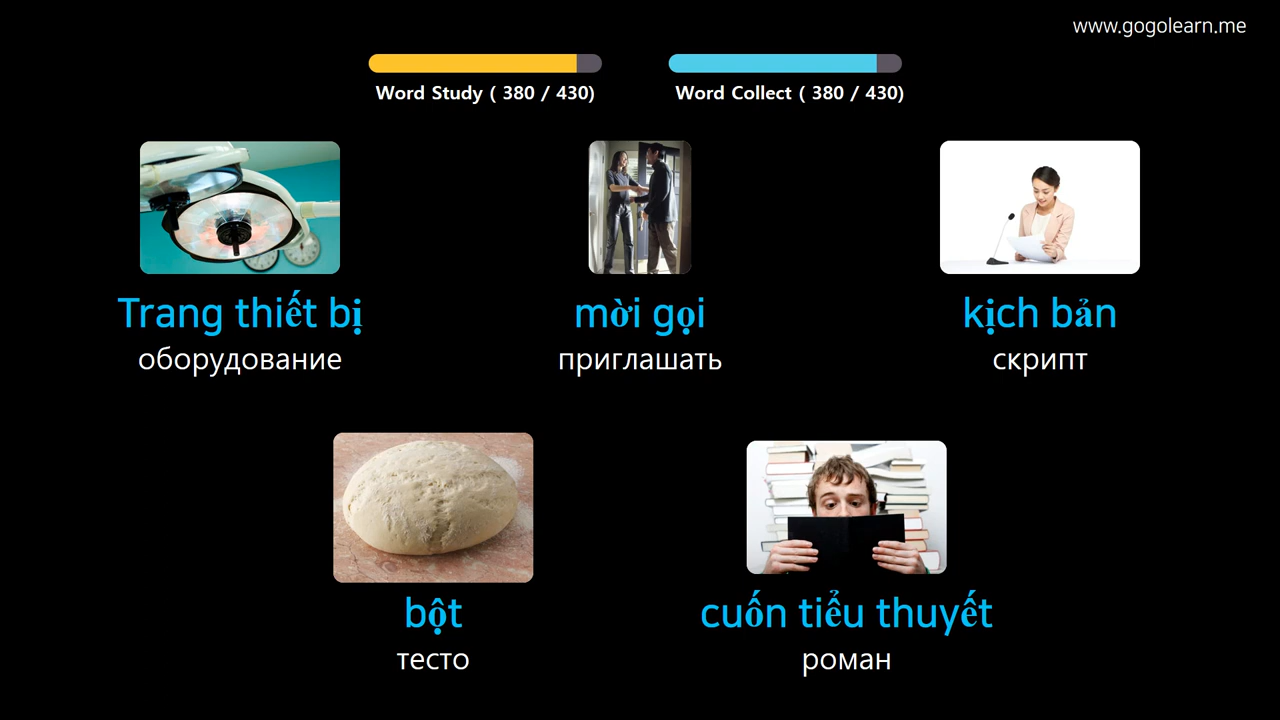 www.gogolearn.me
Word Study ( 380 / 430)
Word Collect ( 380 / 430)
Trang thiết bị
оборудование
mời gọi
приглашать
kịch bản
скрипт
bột
тесто
cuốn tiểu thuyết
роман